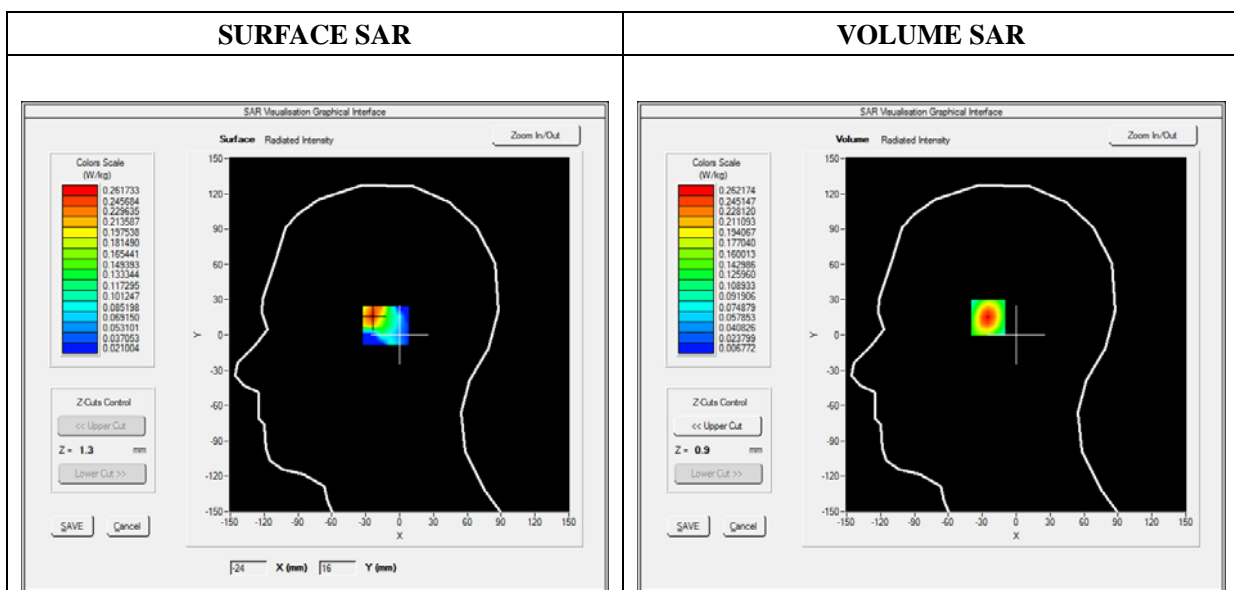 SURFACE SAR
SAR Visualisation Graphical Interface
Surface Radiated Intensity
Zoom In/Out
Colors Scale
(W/kg)
0.261733
0.245684
0.229635
0.213587
0.197538
0.181490
0.165441
0.149393
0.133344
0.117295
0.101247
0.085198
0.069150
0.053101
0.037053
0.021004
Z-Cuts Control
<< Upper Cut
Z = 1.3 mm
Lower Cut >>
SAVE Cancel
150
120
90
60
30
0
-30
-60
-90
-120
-150
Y
-150 -120 -90 -60 -30 0 30 60 90 120 150
X
-24 X (mm) 16 Y (mm)
VOLUME SAR
SAR Visualisation Graphical Interface
Volume Radiated Intensity
Zoom In/Out
Colors Scale
(W/kg)
0.262174
0.245147
0.228120
0.211093
0.194067
0.177040
0.160013
0.142986
0.125960
0.108933
0.091906
0.074879
0.057853
0.040826
0.023799
0.006772
Z-Cuts Control
<< Upper Cut
Z = 0.9 mm
Lower Cut >>
SAVE Cancel
150
120
90
60
30
0
-30
-60
-90
-120
-150
Y
-150 -120 -90 -60 -30 0 30 60 90 120 150
X